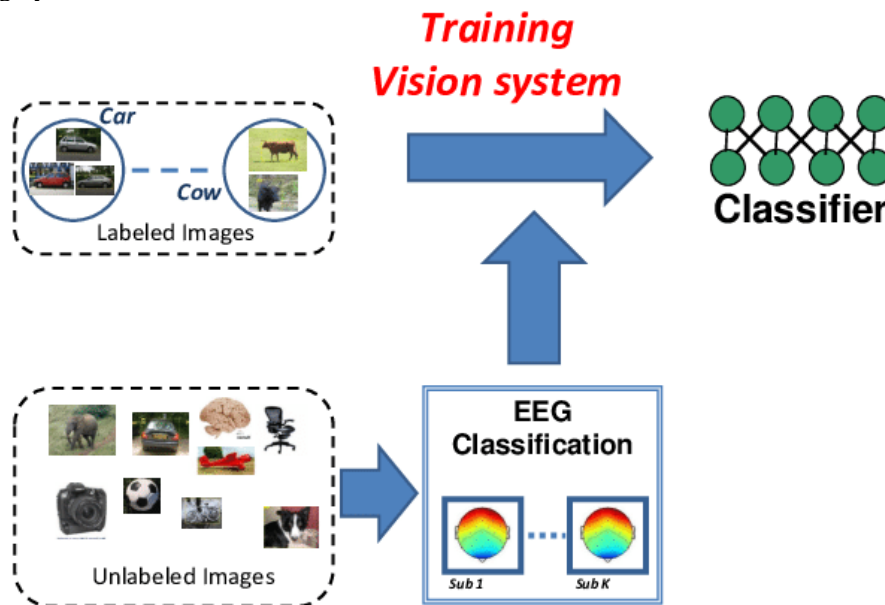 Training
Vision system
Car
Cow
Labeled Images
Classifier
EEG
Classification
Sub 1
Sub K
Unlabeled Images